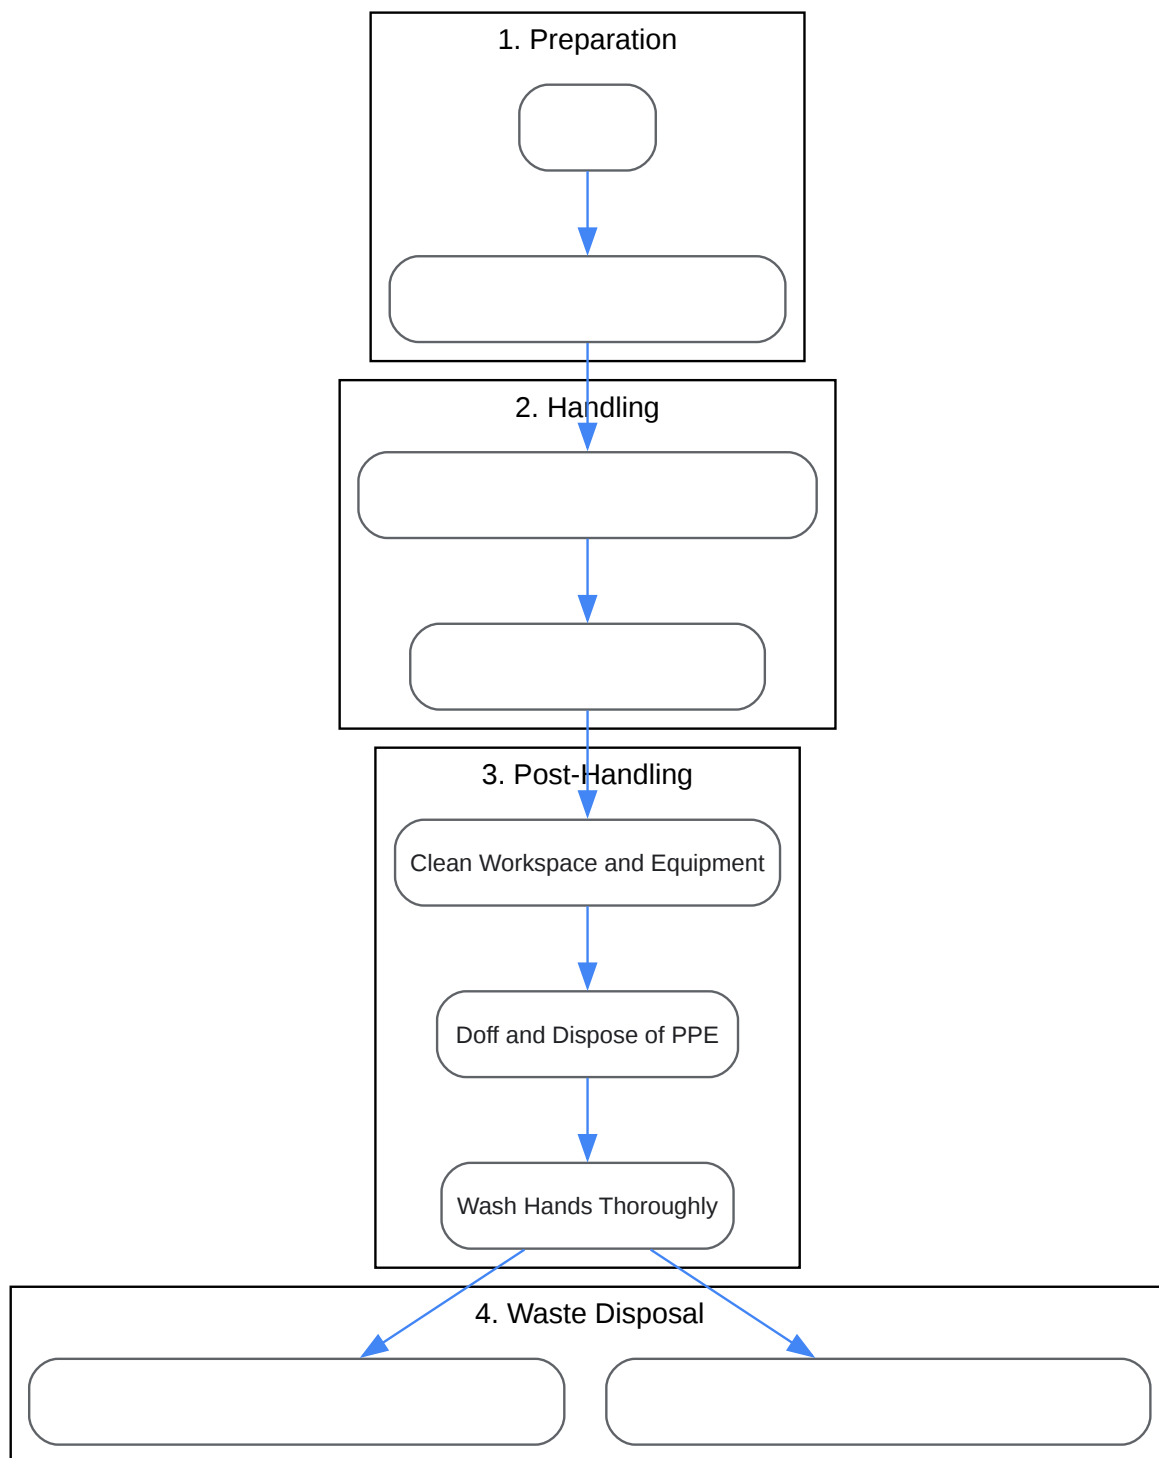 1. Preparation
2. Handling
3. Post-Handling
Clean Workspace and Equipment
Doff and Dispose of PPE
Wash Hands Thoroughly
4. Waste Disposal